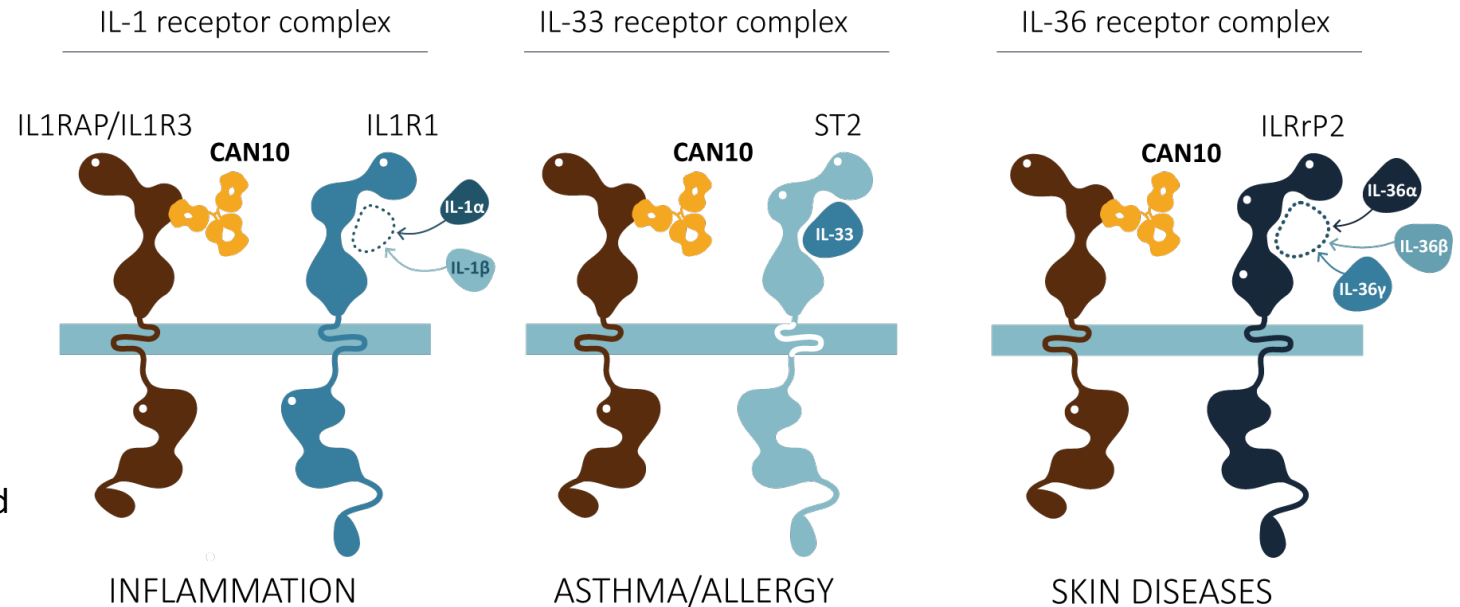 IL-1 receptor complex
IL-33 receptor complex
IL-36 receptor complex
IL1RAP/IL1R3
IL1R1
CAN10
IL-1α
IL-1β
ST2
CAN10
IL-33
ILRrP2
CAN10
IL-36α
IL-36β
IL-36γ
d
INFLAMMATION
ASTHMA/ALLERGY
SKIN DISEASES